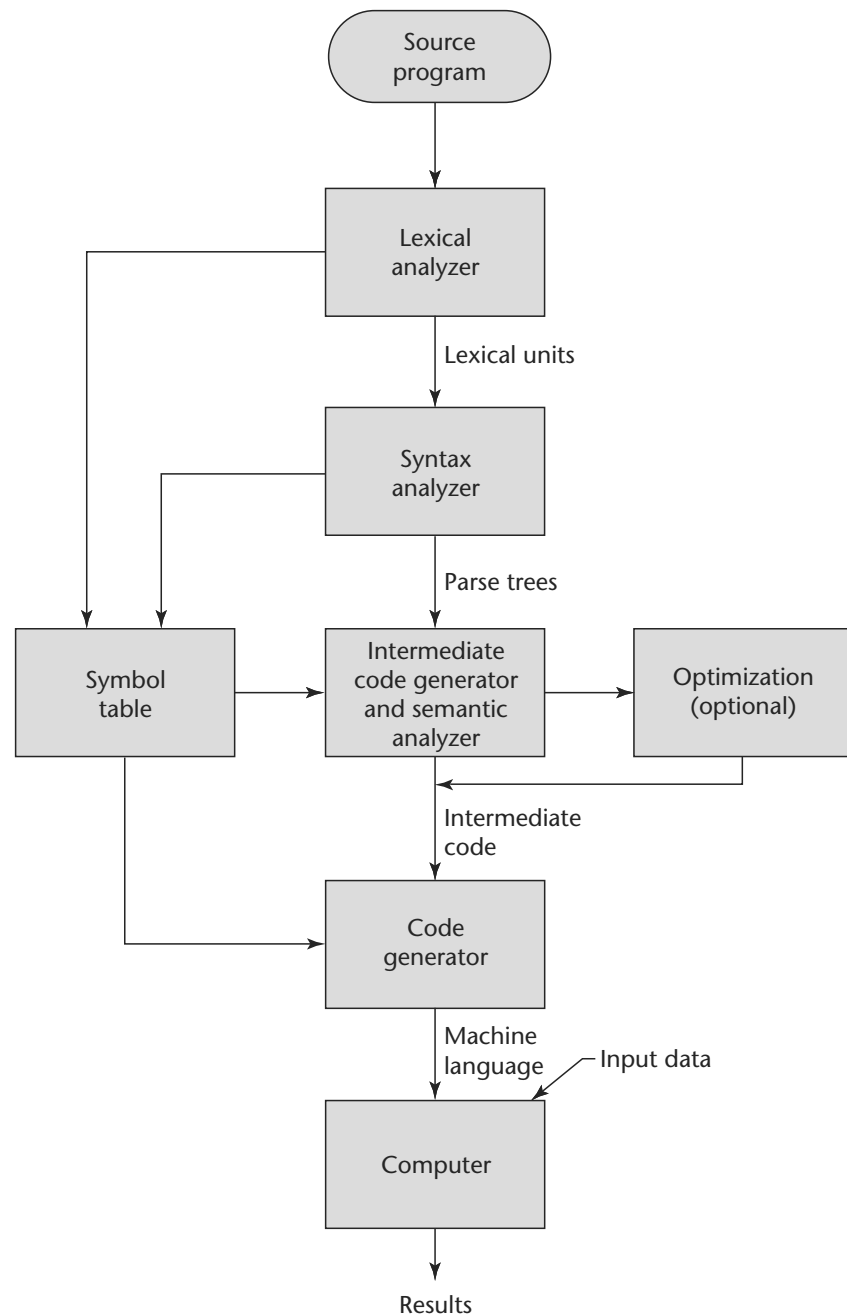 Source
program
Lexical
analyzer
Lexical units
Syntax
analyzer
Parse trees
Symbol
table
Intermediate
code generator
and semantic
analyzer
Optimization
(optional)
Intermediate
code
Code
generator
Machine
language
Input data
Computer
Results